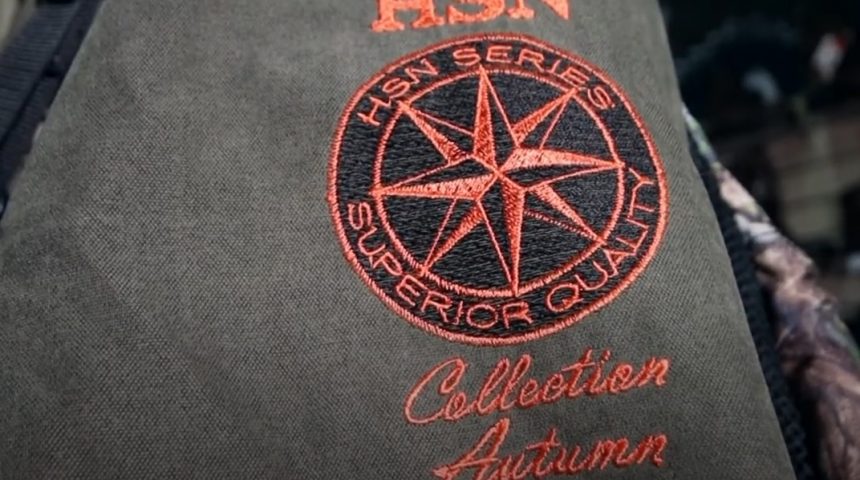 HSN
HSN SERIES
SUPERIOR QUALITY
Collection
Autumn